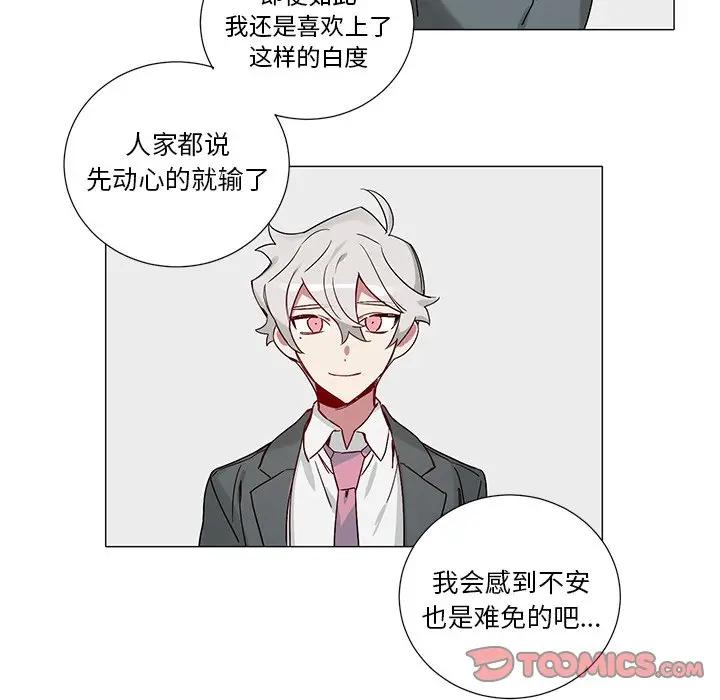 我还是喜欢上了
这样的白度
人家都说
先动心的就输了
我会感到不安
也是难免的吧...
TOOMICS.COM